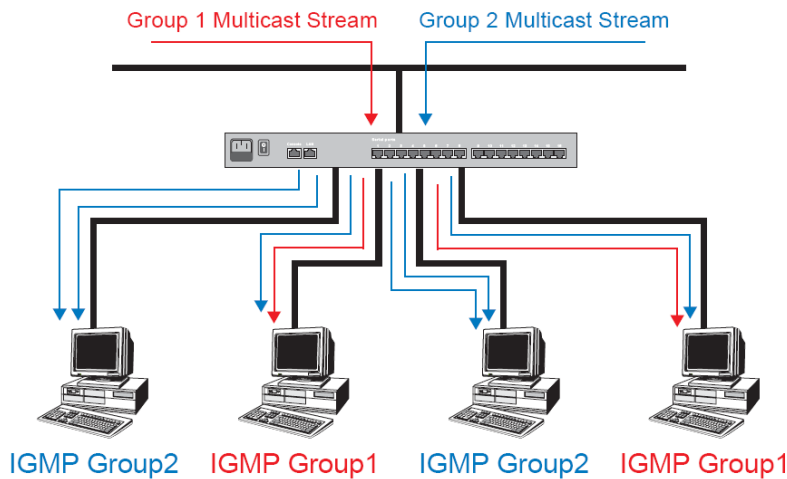 Group 1 Multicast Stream
Group 2 Multicast Stream
IGMP Group2
IGMP Group1
IGMP Group2
IGMP Group1